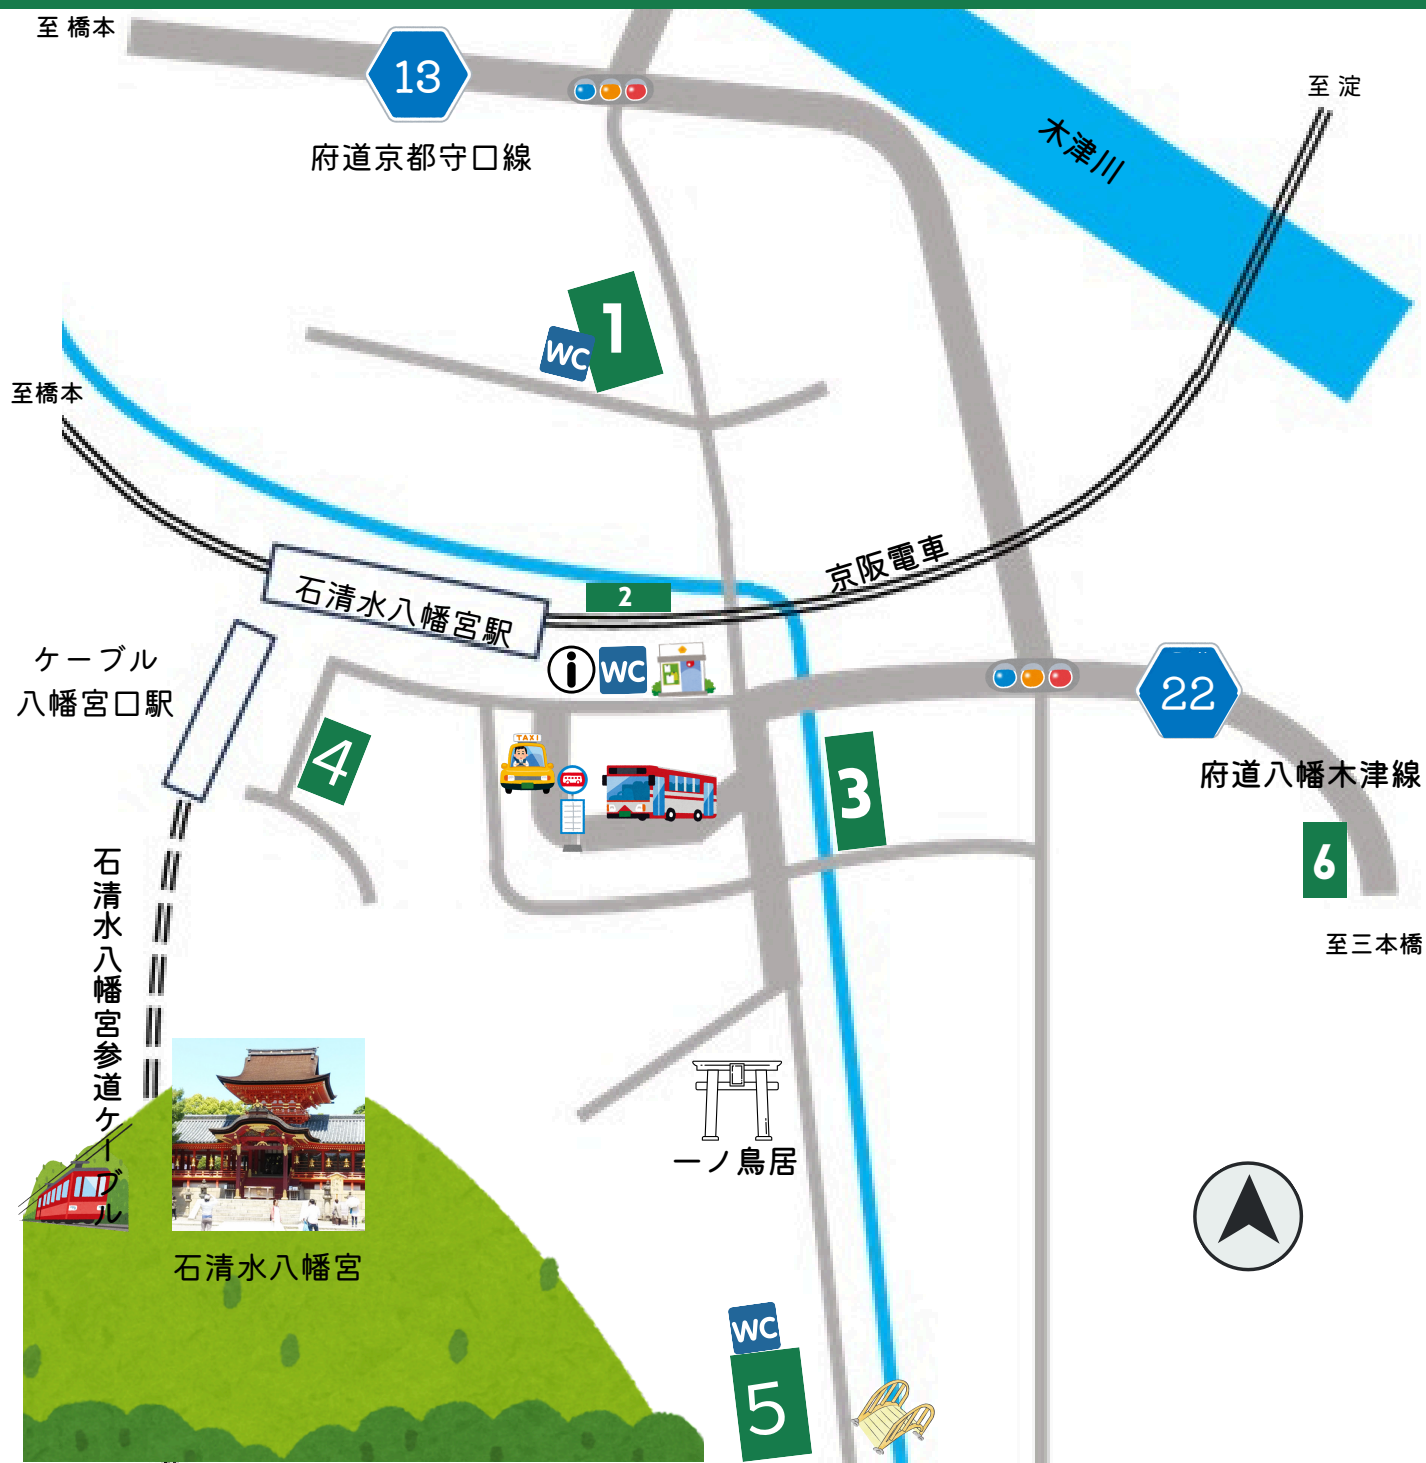 至 橋本
13
府道京都守口線
至 淀
木津川
1
WC
至橋本
京阪電車
石清水八幡宮駅
2
ケーブル
八幡宮口駅
i
WC
22
府道八幡木津線
TAXI
4
3
6
至三本橋
石清水八幡宮参道ケーブル
一ノ鳥居
石清水八幡宮
WC
5